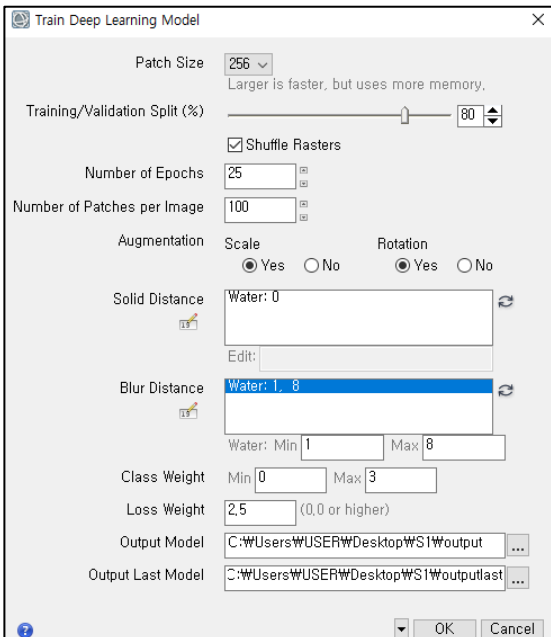 Train Deep Learning Model
Patch Size 256
Larger is faster, but uses more memory.
Training/Validation Split (%) 80
Shuffle Rasters
Number of Epochs 25
Number of Patches per Image 100
Augmentation Scale Rotation
Yes No Yes No
Solid Distance Water: 0
Edit:
Blur Distance Water: 1, 8
Water: Min 1 Max 8
Class Weight Min 0 Max 3
Loss Weight 2,5 (0,0 or higher)
Output Model C:₩Users₩USER₩Desktop₩S1₩output ...
Output Last Model C:₩Users₩USER₩Desktop₩S1₩outputlast ...
OK Cancel